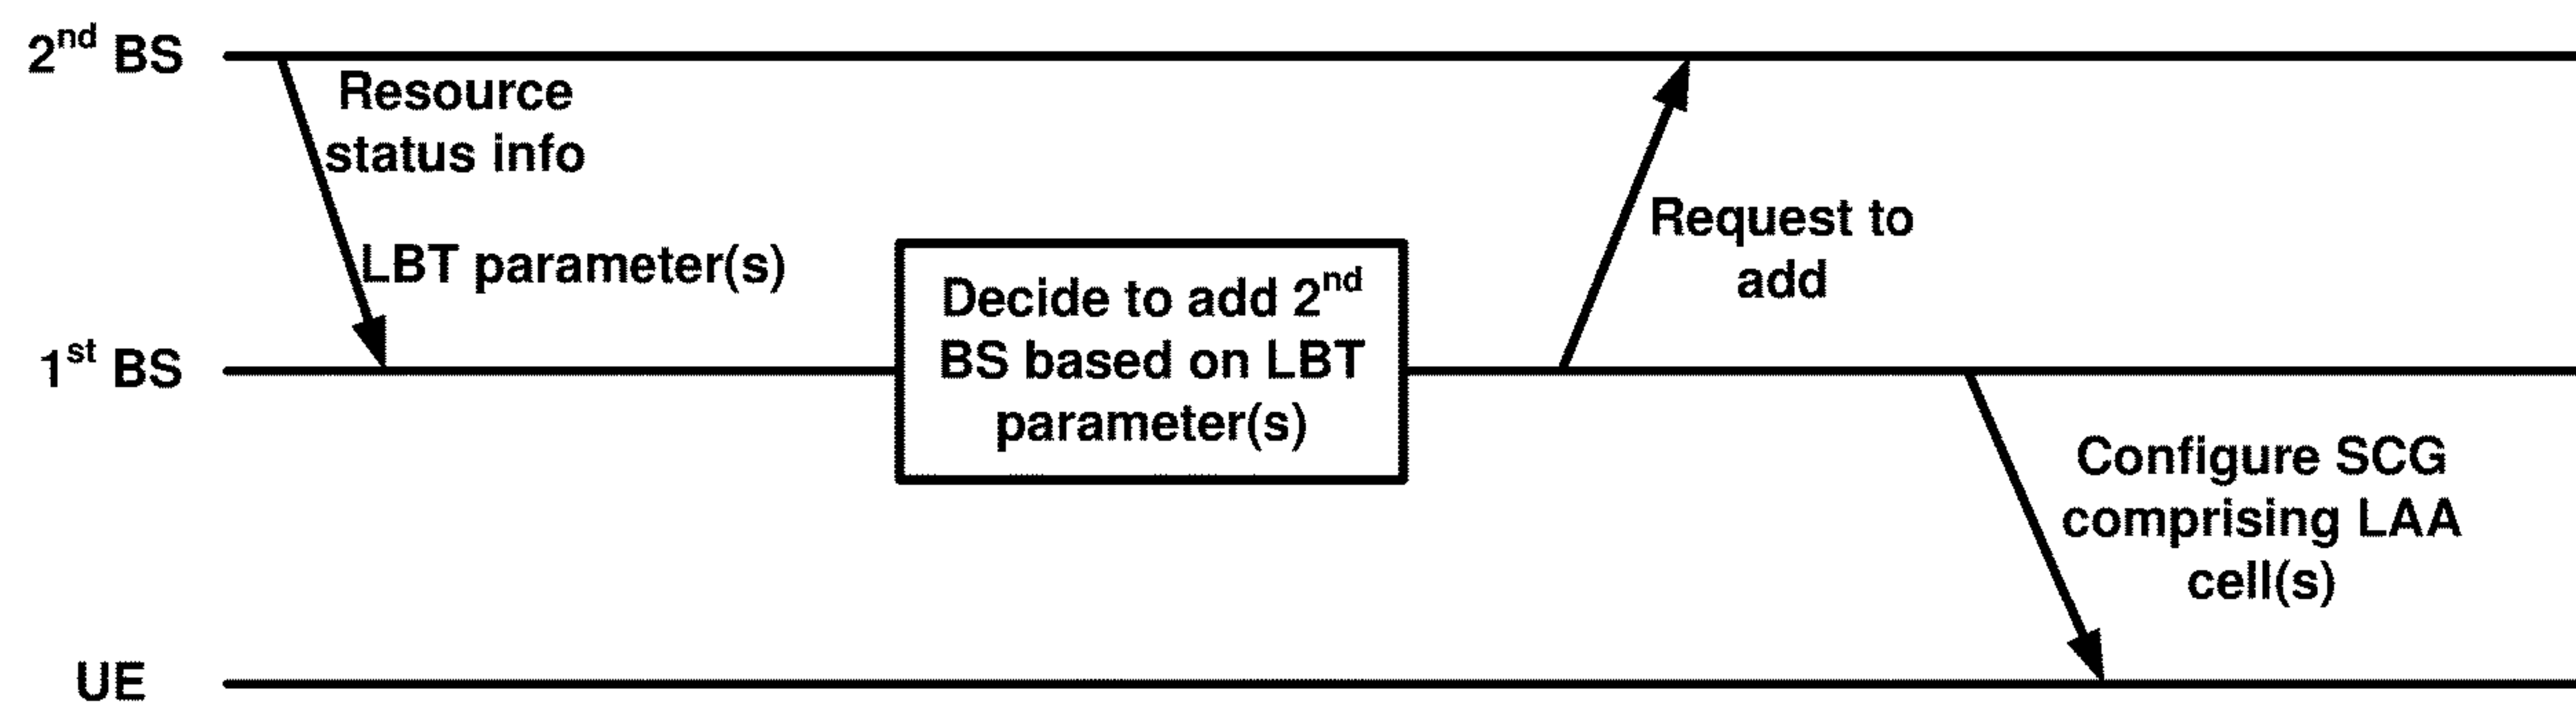 2nd BS
Resource
status info
LBT parameter(s)
1st BS
Decide to add 2nd
BS based on LBT
parameter(s)
Request to
add
Configure SCG
comprising LAA
cell(s)
UE